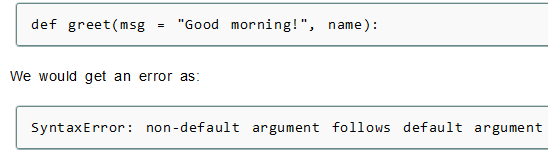 def greet(msg = "Good morning!", name):
We would get an error as:
SyntaxError: non-default argument follows default argument